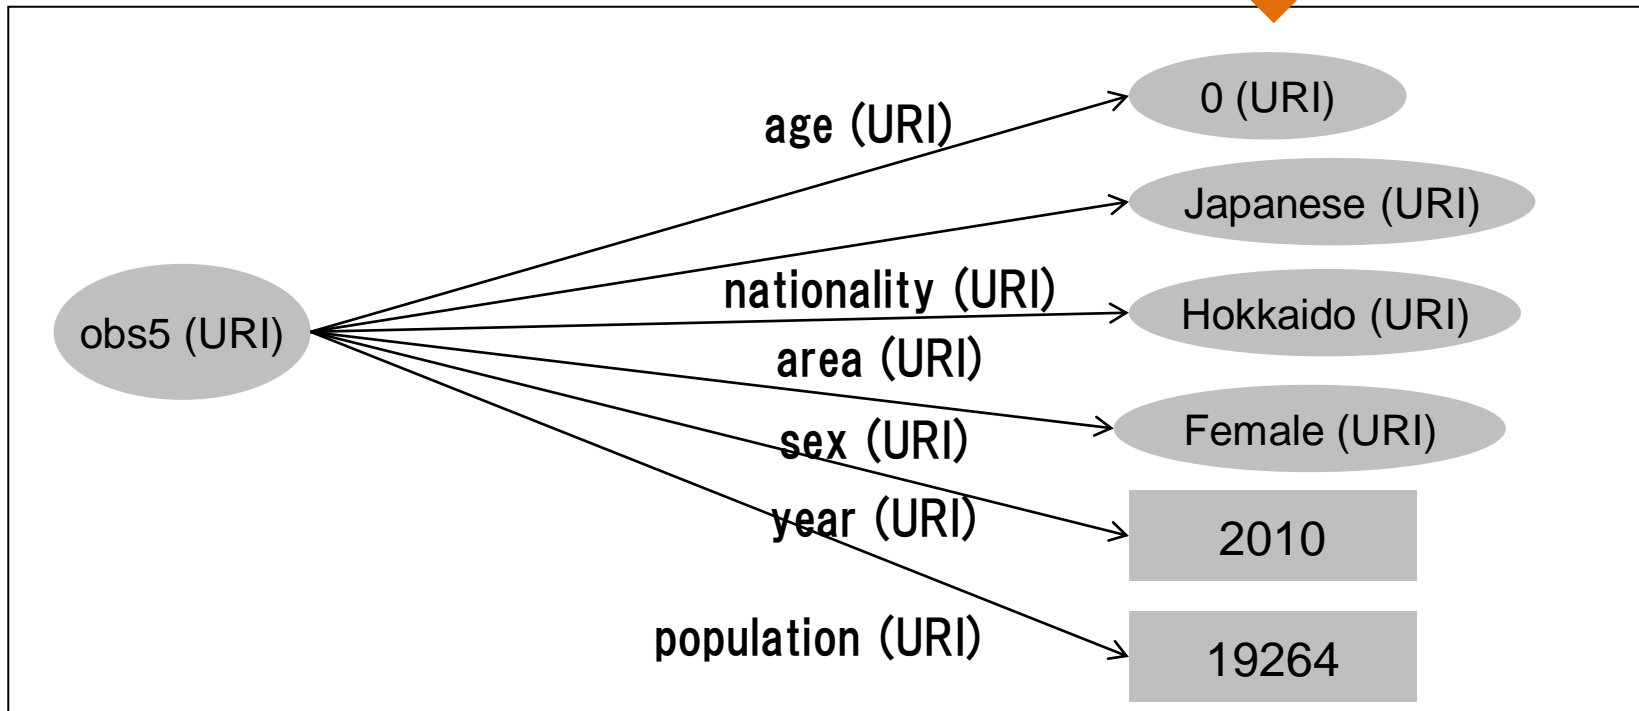 0 (URI)
age (URI)
Japanese (URI)
nationality (URI)
Hokkaido (URI)
obs5 (URI)
area (URI)
Female (URI)
sex (URI)
year (URI)
2010
population (URI)
19264